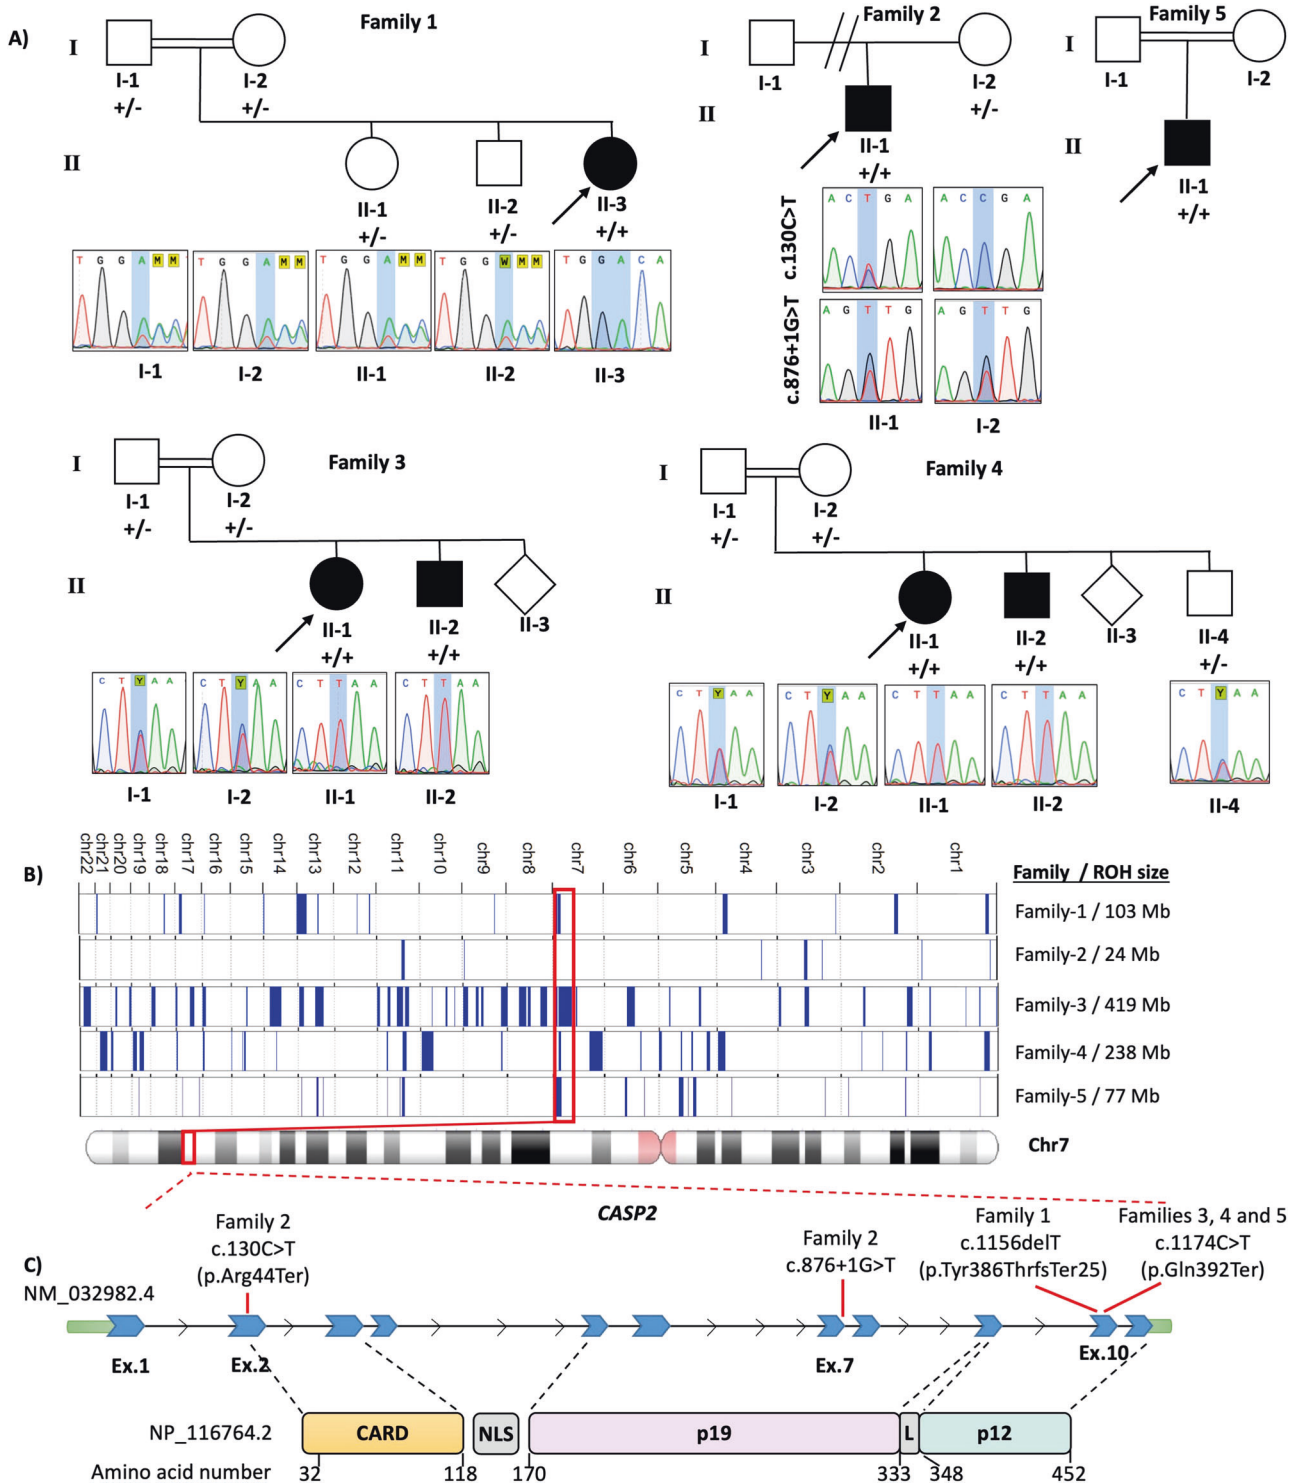 A)
Family 1
I
I-1
+/-
I-2
+/-
II
II-1
+/-
II-2
+/-
II-3
+/+
T G G A M M
T G G A M M
T G G A M M
T G G W M M
T G G A C A
I-1
I-2
II-1
II-2
II-3
Family 2
I
I-1
I-2
+/-
II
II-1
+/+
c.130C>T
A C T G A
A C C G A
c.876+1G>T
A G T T G
A G T T G
II-1
I-2
Family 5
I
I-1
I-2
II
II-1
+/+
Family 3
I
I-1
+/-
I-2
+/-
II
II-1
+/+
II-2
+/+
II-3
C T Y A A
C T Y A A
C T T A A
C T T A A
I-1
I-2
II-1
II-2
Family 4
I
I-1
+/-
I-2
+/-
II
II-1
+/+
II-2
+/+
II-3
II-4
+/-
C T Y A A
C T Y A A
C T T A A
C T T A A
C T Y A A
I-1
I-2
II-1
II-2
II-4
B)
chr22 chr21 chr20 chr19 chr18 chr17 chr16 chr15 chr14 chr13 chr12 chr11 chr10 chr9 chr8 chr7 chr6 chr5 chr4 chr3 chr2 chr1
Family / ROH size
Family-1 / 103 Mb
Family-2 / 24 Mb
Family-3 / 419 Mb
Family-4 / 238 Mb
Family-5 / 77 Mb
Chr7
CASP2
C)
Family 2
c.130C>T
(p.Arg44Ter)
Family 2
c.876+1G>T
Family 1
c.1156delT
(p.Tyr386ThrfsTer25)
Families 3, 4 and 5
c.1174C>T
(p.Gln392Ter)
NM_032982.4
Ex.1
Ex.2
Ex.7
Ex.10
NP_116764.2
CARD
NLS
p19
L
p12
Amino acid number
32
118
170
333
348
452